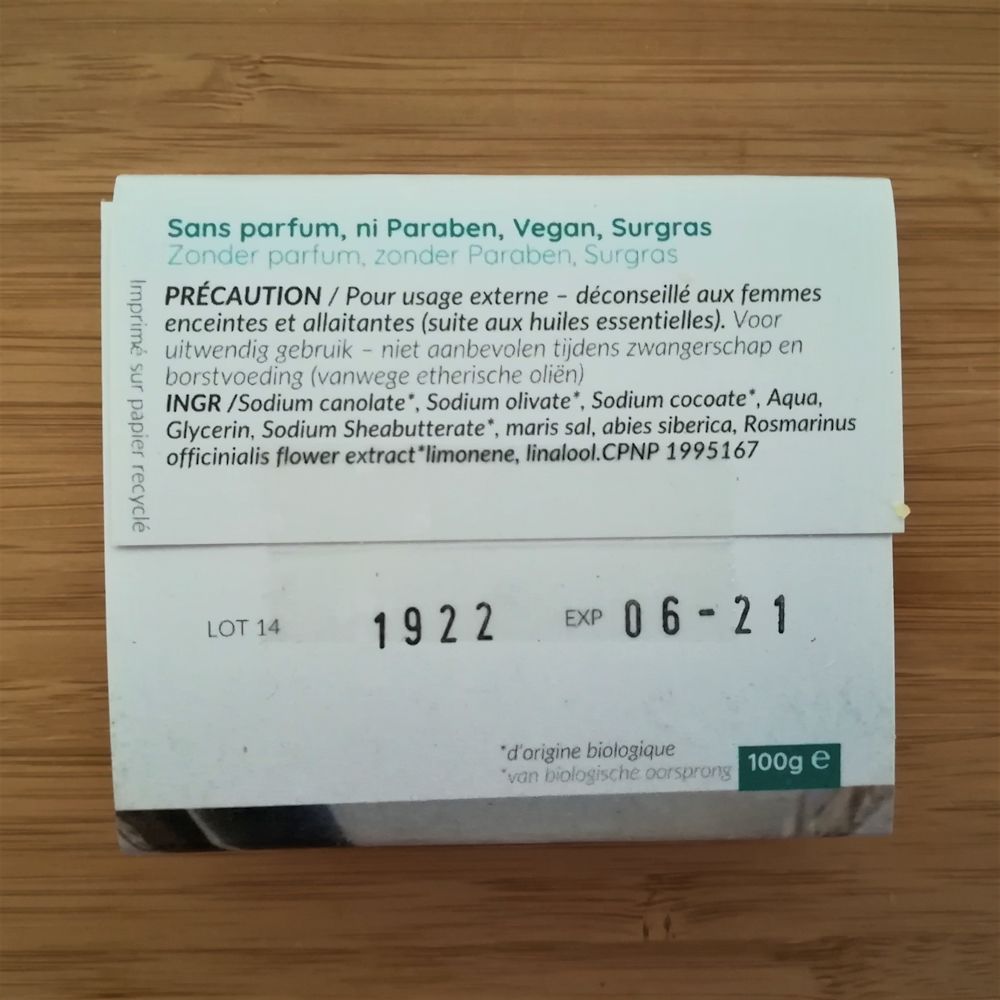 Sans parfum, ni Paraben, Vegan, Surgras
Zonder parfum, zonder Paraben, Surgras
PRÉCAUTION / Pour usage externe – déconseillé aux femmes
enceintes et allaitantes (suite aux huiles essentielles). Voor
uitwendig gebruik – niet aanbevolen tijdens zwangerschap en
borstvoeding (vanwege etherische oliën)
INGR /Sodium canolate*, Sodium olivate*, Sodium cocoate*, Aqua,
Glycerin, Sodium Sheabutterate*, maris sal, abies siberica, Rosmarinus
officinialis flower extract*limonene, linalool.CPNP 1995167
Imprimé sur papier recyclé
LOT 14 1922 EXP 06-21
*d'origine biologique
*van biologische oorsprong
100g e